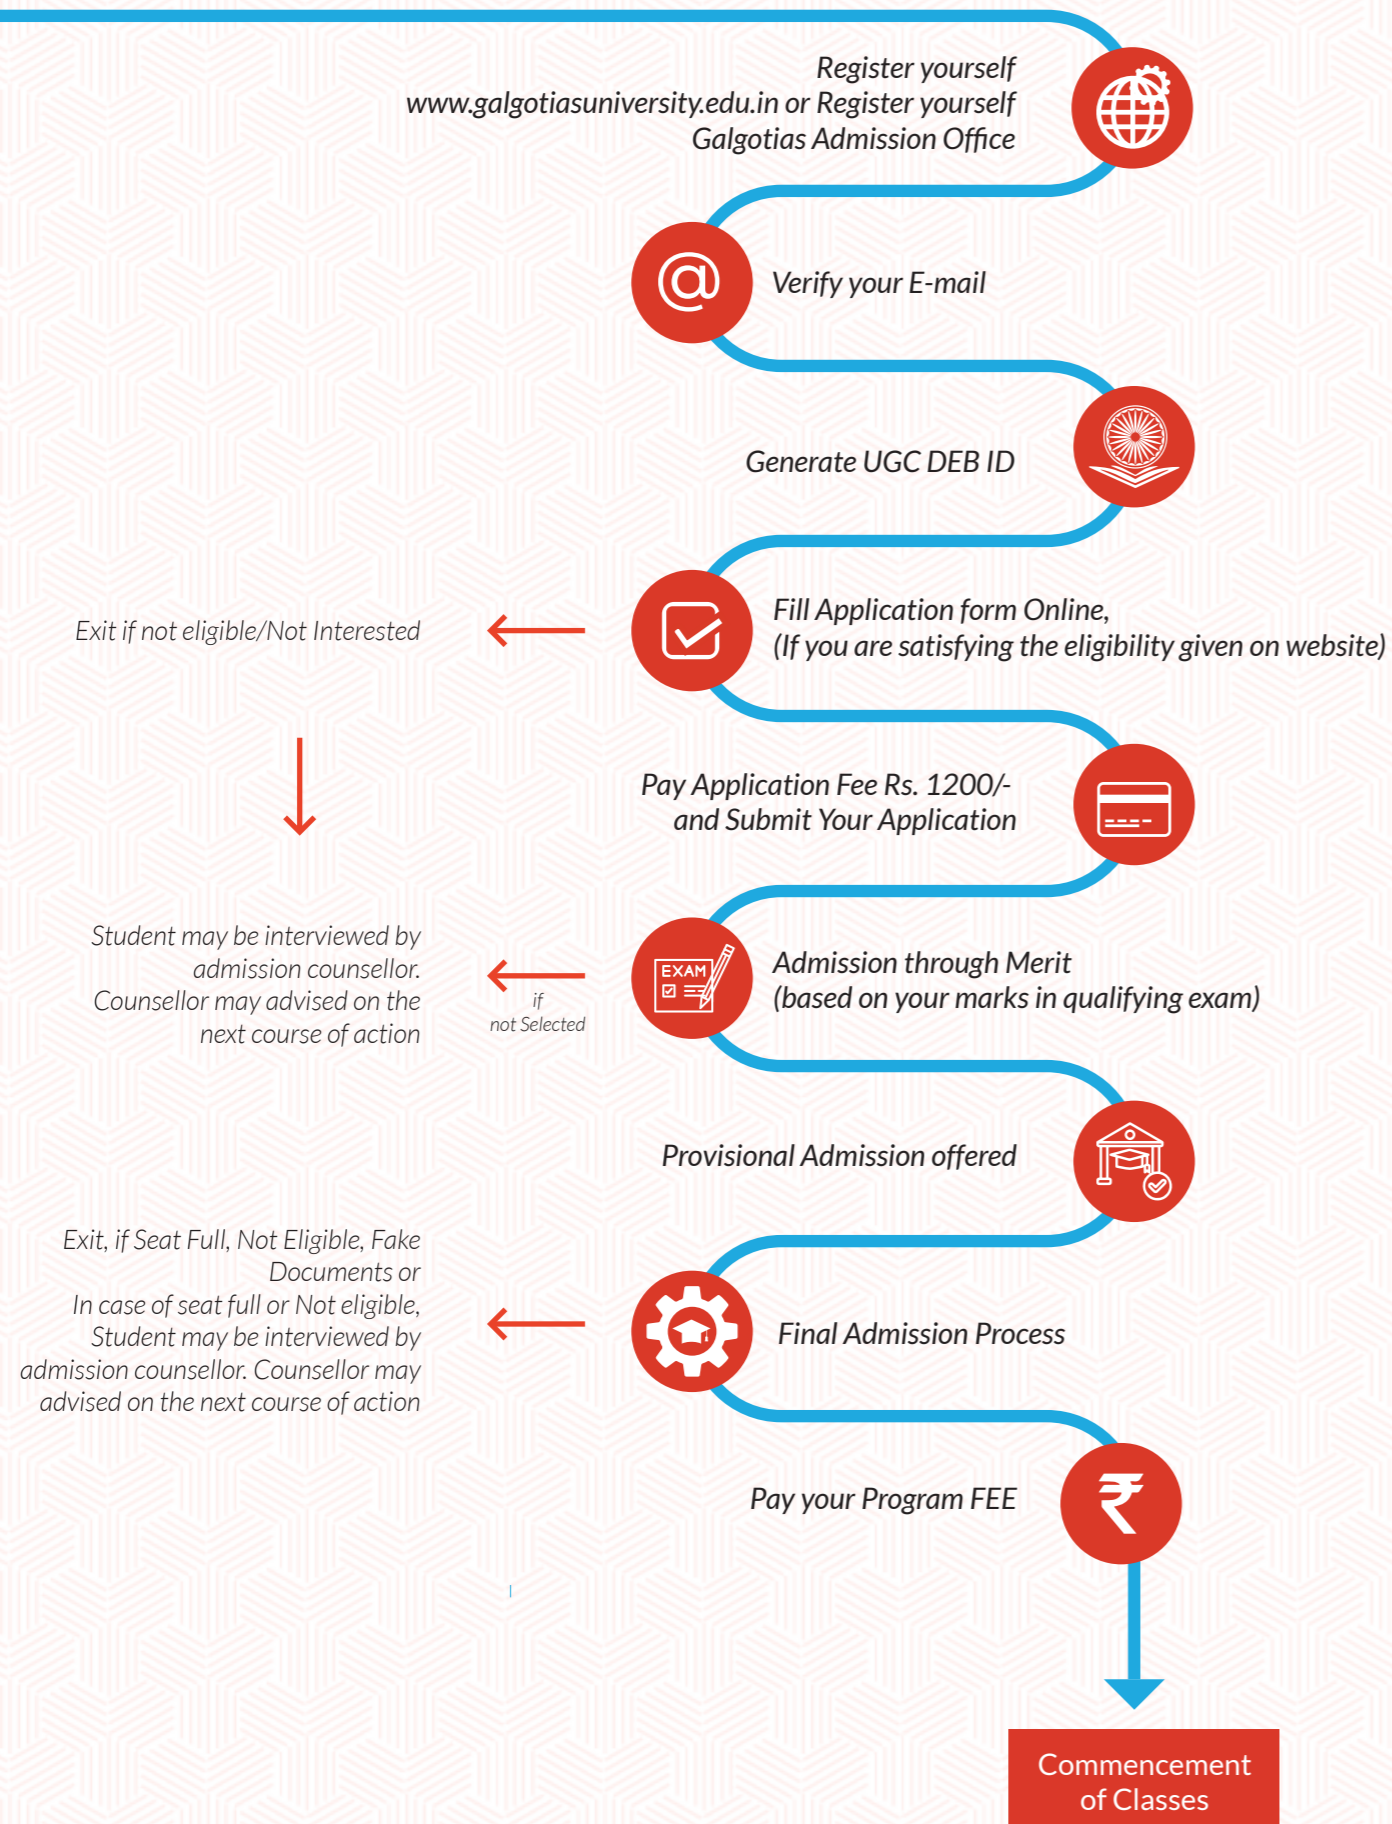 Register yourself
www.galgotiasuniversity.edu.in or Register yourself
Galgotias Admission Office
@
Verify your E-mail
Generate UGC DEB ID
Fill Application form Online,
(If you are satisfying the eligibility given on website)
Exit if not eligible/Not Interested
Pay Application Fee Rs. 1200/-
and Submit Your Application
EXAM
Admission through Merit
(based on your marks in qualifying exam)
if
not Selected
Student may be interviewed by
admission counsellor.
Counsellor may advised on the
next course of action
Provisional Admission offered
Final Admission Process
Exit, if Seat Full, Not Eligible, Fake
Documents or
In case of seat full or Not eligible,
Student may be interviewed by
admission counsellor. Counsellor may
advised on the next course of action
Pay your Program FEE
₹
Commencement
of Classes